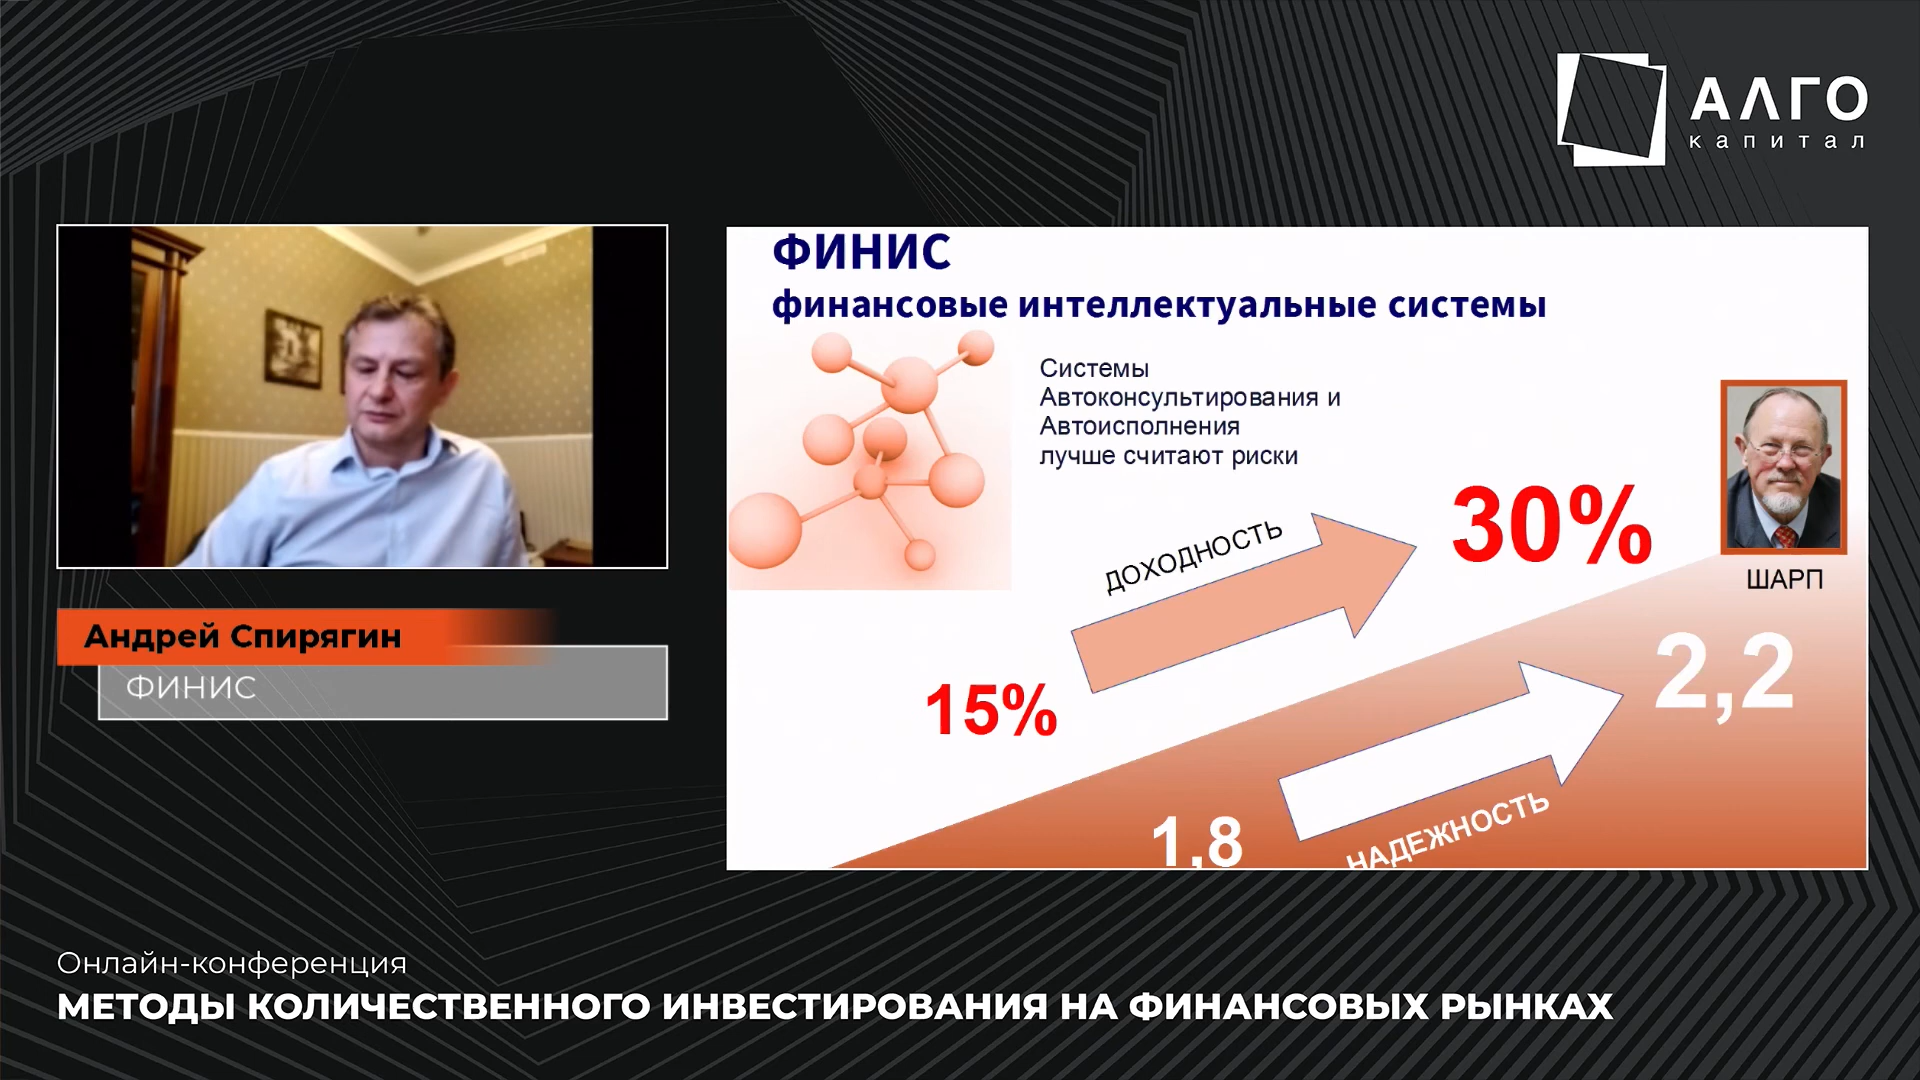 АЛГО
капитал
ФИНИС
финансовые интеллектуальные системы
Системы
Автоконсультирования и
Автоисполнения
лучше считают риски
ДОХОДНОСТЬ
30%
ШАРП
15%
2,2
1,8
НАДЕЖНОСТЬ
Андрей Спирягин
ФИНИС
Онлайн-конференция
МЕТОДЫ КОЛИЧЕСТВЕННОГО ИНВЕСТИРОВАНИЯ НА ФИНАНСОВЫХ РЫНКАХ